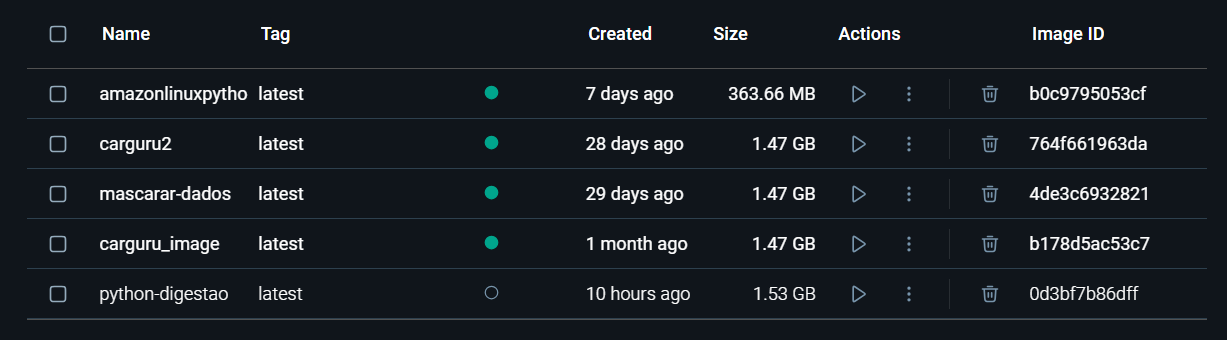 Name Tag Created Size Actions Image ID
amazonlinuxpytho latest 7 days ago 363.66 MB b0c9795053cf
carguru2 latest 28 days ago 1.47 GB 764f661963da
mascarar-dados latest 29 days ago 1.47 GB 4de3c6932821
carguru_image latest 1 month ago 1.47 GB b178d5ac53c7
python-digestao latest 10 hours ago 1.53 GB 0d3bf7b86dff